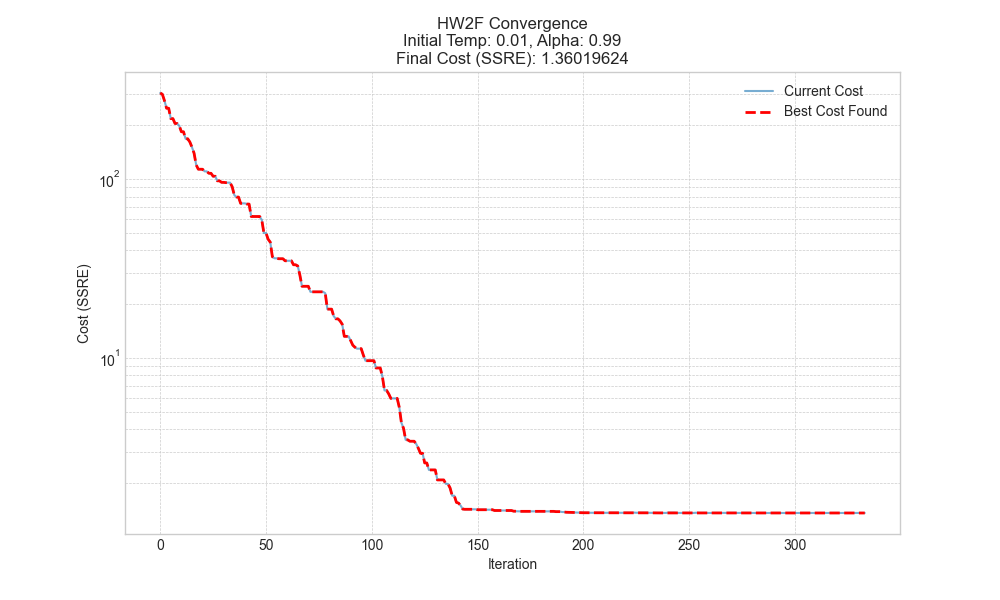 HW2F Convergence
Initial Temp: 0.01, Alpha: 0.99
Final Cost (SSRE): 1.36019624
Current Cost
Best Cost Found
Cost (SSRE)
10²
10¹
0 50 100 150 200 250 300
Iteration